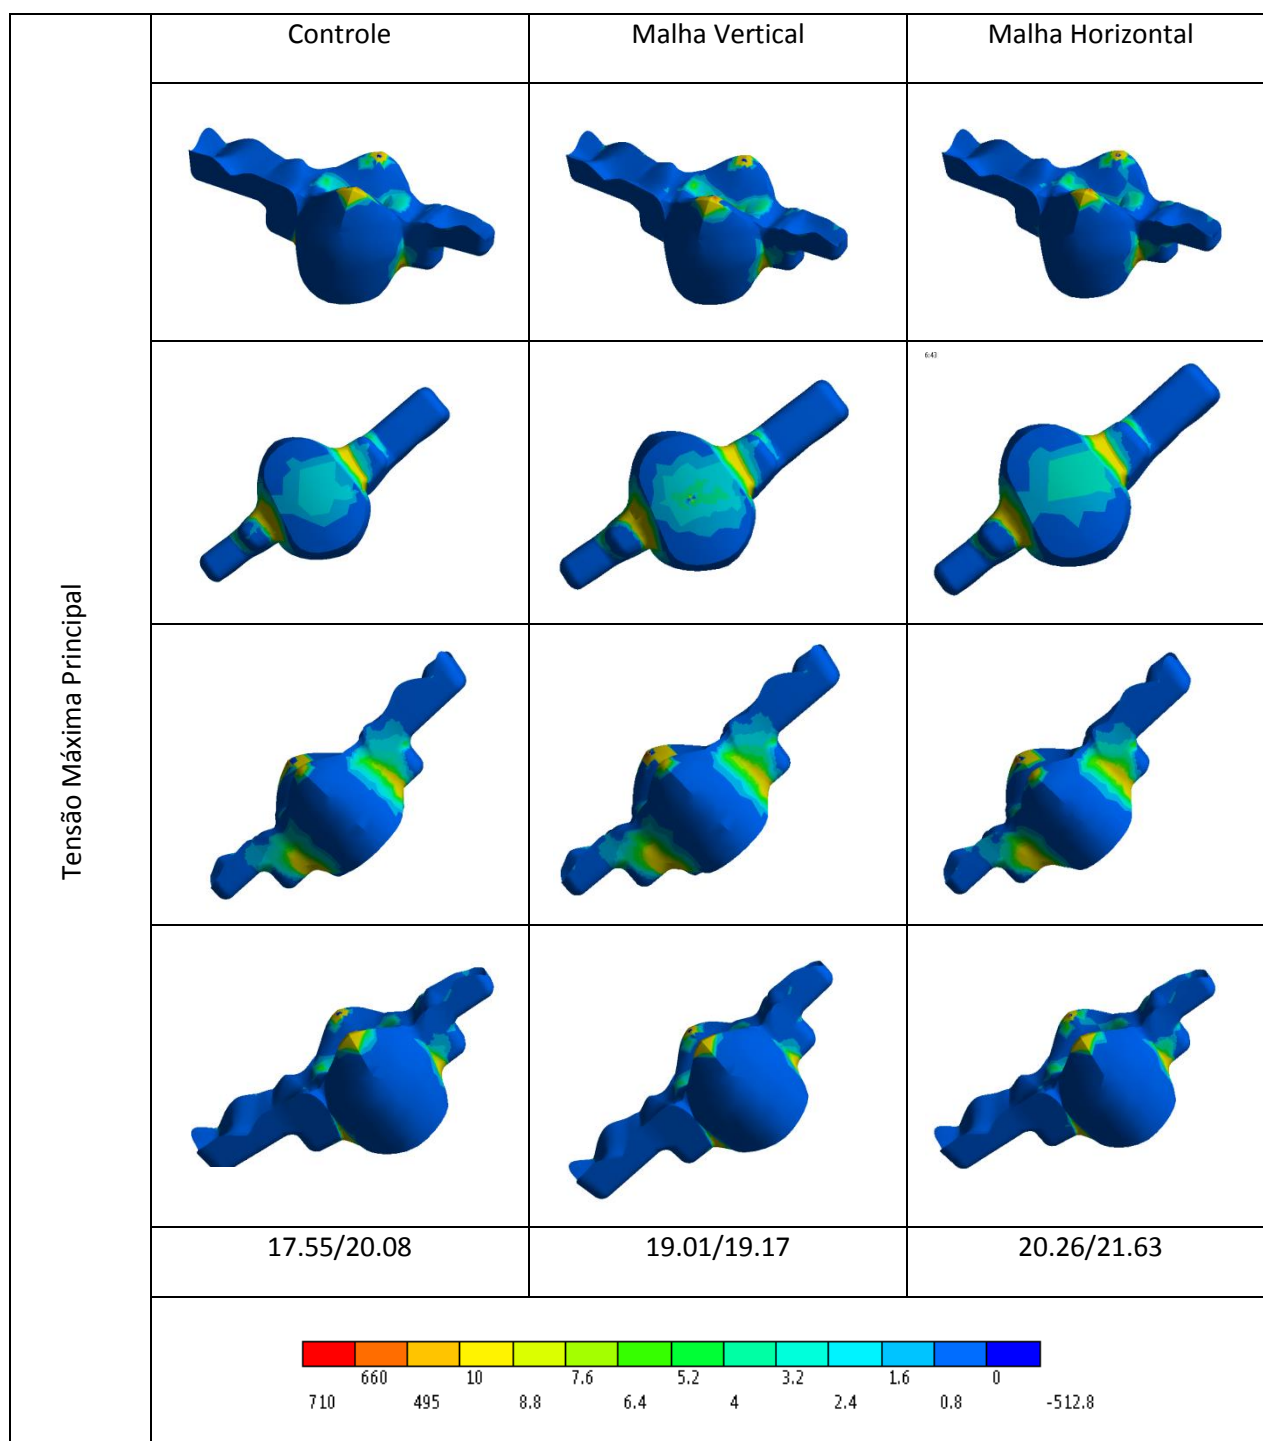 Controle
Malha Vertical
Malha Horizontal
6:43
Tensão Máxima Principal
17.55/20.08
19.01/19.17
20.26/21.63
660 10 7.6 5.2 3.2 1.6 0
710 495 8.8 6.4 4 2.4 0.8 -512.8